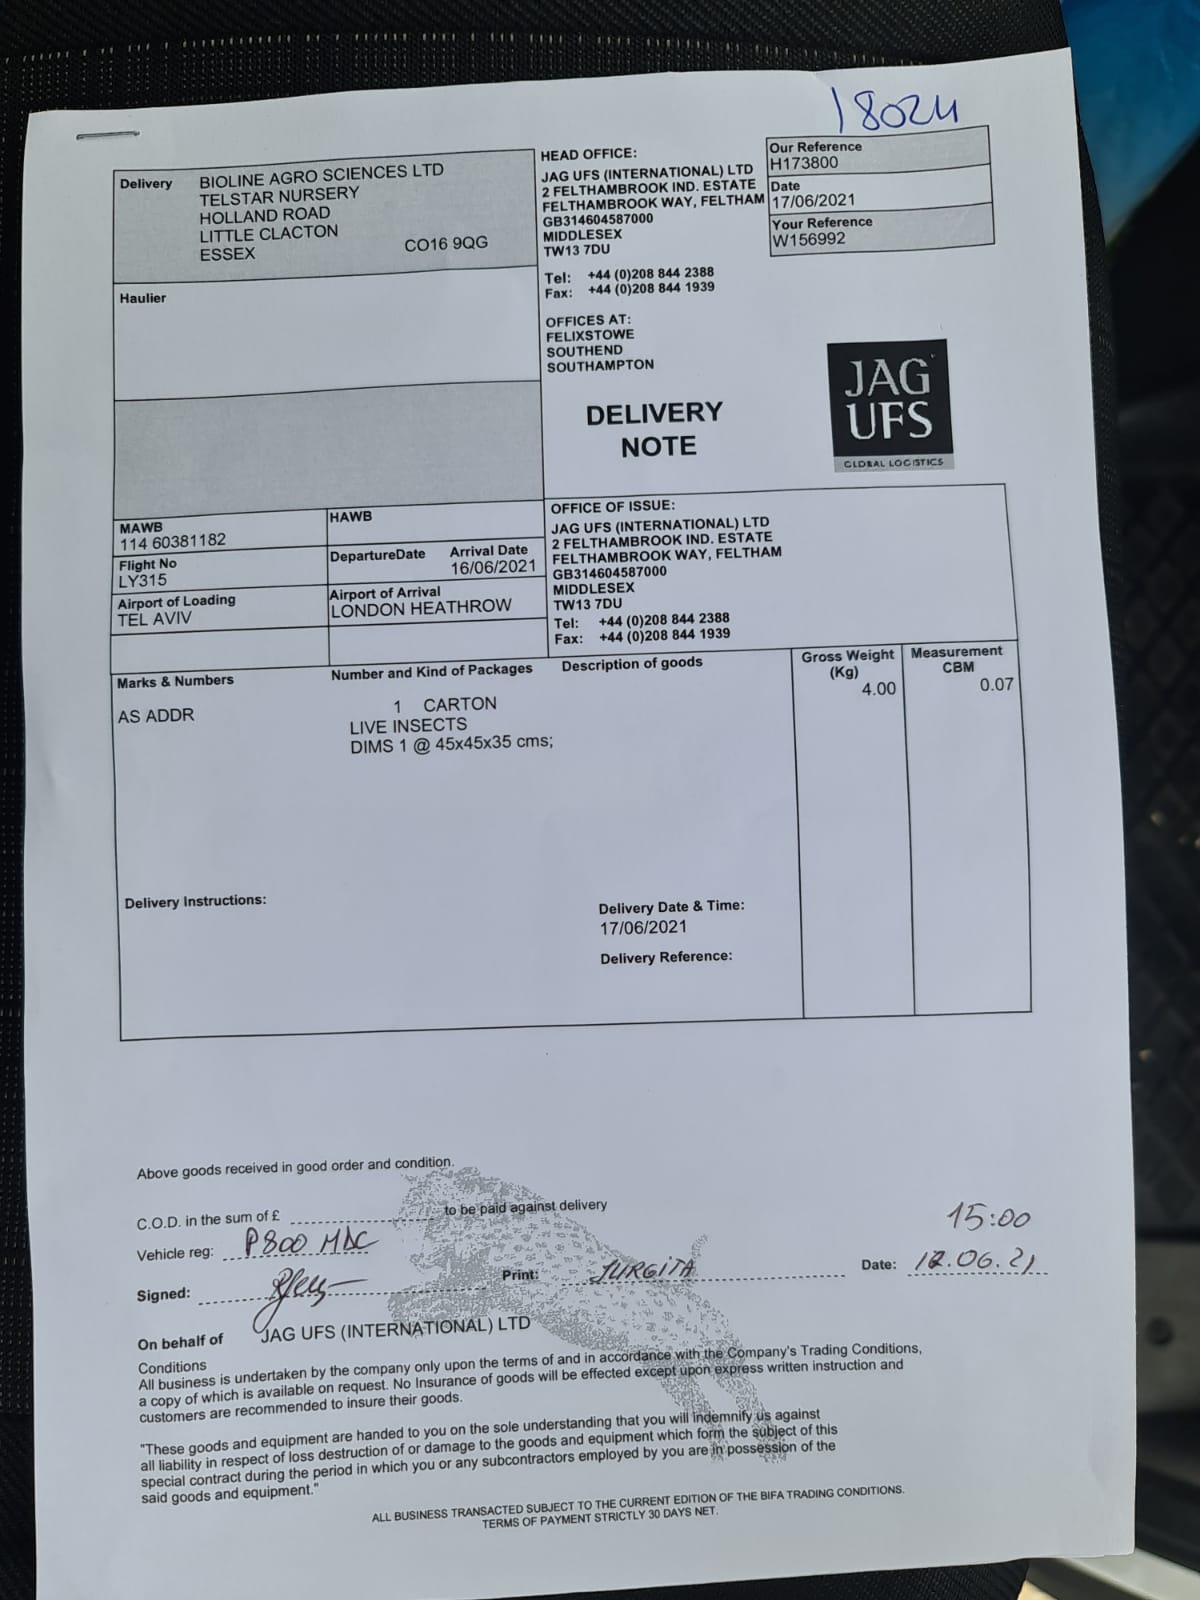 18024
Delivery
BIOLINE AGRO SCIENCES LTD
TELSTAR NURSERY
HOLLAND ROAD
LITTLE CLACTON
ESSEX CO16 9QG
HEAD OFFICE:
JAG UFS (INTERNATIONAL) LTD
2 FELTHAMBROOK IND. ESTATE
FELTHAMBROOK WAY, FELTHAM
GB314604587000
MIDDLESEX
TW13 7DU
Tel: +44 (0)208 844 2388
Fax: +44 (0)208 844 1939
Our Reference
H173800
Date
17/06/2021
Your Reference
W156992
Haulier
OFFICES AT:
FELIXSTOWE
SOUTHEND
SOUTHAMPTON
DELIVERY
NOTE
JAG
UFS
GLOBAL LOGISTICS
MAWB
114 60381182
HAWB
Flight No
LY315
DepartureDate
Arrival Date
16/06/2021
Airport of Loading
TEL AVIV
Airport of Arrival
LONDON HEATHROW
OFFICE OF ISSUE:
JAG UFS (INTERNATIONAL) LTD
2 FELTHAMBROOK IND. ESTATE
FELTHAMBROOK WAY, FELTHAM
GB314604587000
MIDDLESEX
TW13 7DU
Tel: +44 (0)208 844 2388
Fax: +44 (0)208 844 1939
Marks & Numbers
Number and Kind of Packages
Description of goods
Gross Weight
(Kg)
Measurement
CBM
AS ADDR
1 CARTON
4.00
0.07
LIVE INSECTS
DIMS 1 @ 45x45x35 cms;
Delivery Instructions:
Delivery Date & Time:
17/06/2021
Delivery Reference:
Above goods received in good order and condition.
C.O.D. in the sum of £ to be paid against delivery
Vehicle reg: P800 MDC
15:00
Signed:
Print: JURGITA
Date: 06.21
On behalf of JAG UFS (INTERNATIONAL) LTD
Conditions
All business is undertaken by the company only upon the terms of and in accordance with the Company's Trading Conditions,
a copy of which is available on request. No Insurance of goods will be effected except upon express written instruction and
customers are recommended to insure their goods.
"These goods and equipment are handed to you on the sole understanding that you will indemnify us against
all liability in respect of loss destruction of or damage to the goods and equipment which form the subject of this
special contract during the period in which you or any subcontractors employed by you are in possession of the
said goods and equipment."
ALL BUSINESS TRANSACTED SUBJECT TO THE CURRENT EDITION OF THE BIFA TRADING CONDITIONS.
TERMS OF PAYMENT STRICTLY 30 DAYS NET.